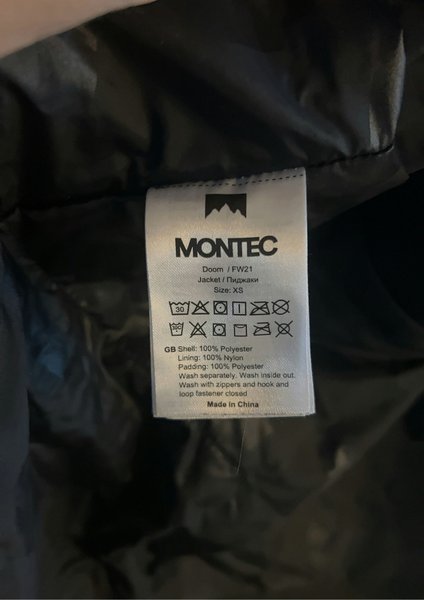 MONTEC
Doom / FW21
Jacket / Пиджаки
Size: XS
30
GB Shell: 100% Polyester
Lining: 100% Nylon
Padding: 100% Polyester
Wash separately. Wash inside out.
Wash with zippers and hook and
loop fastener closed
Made in China